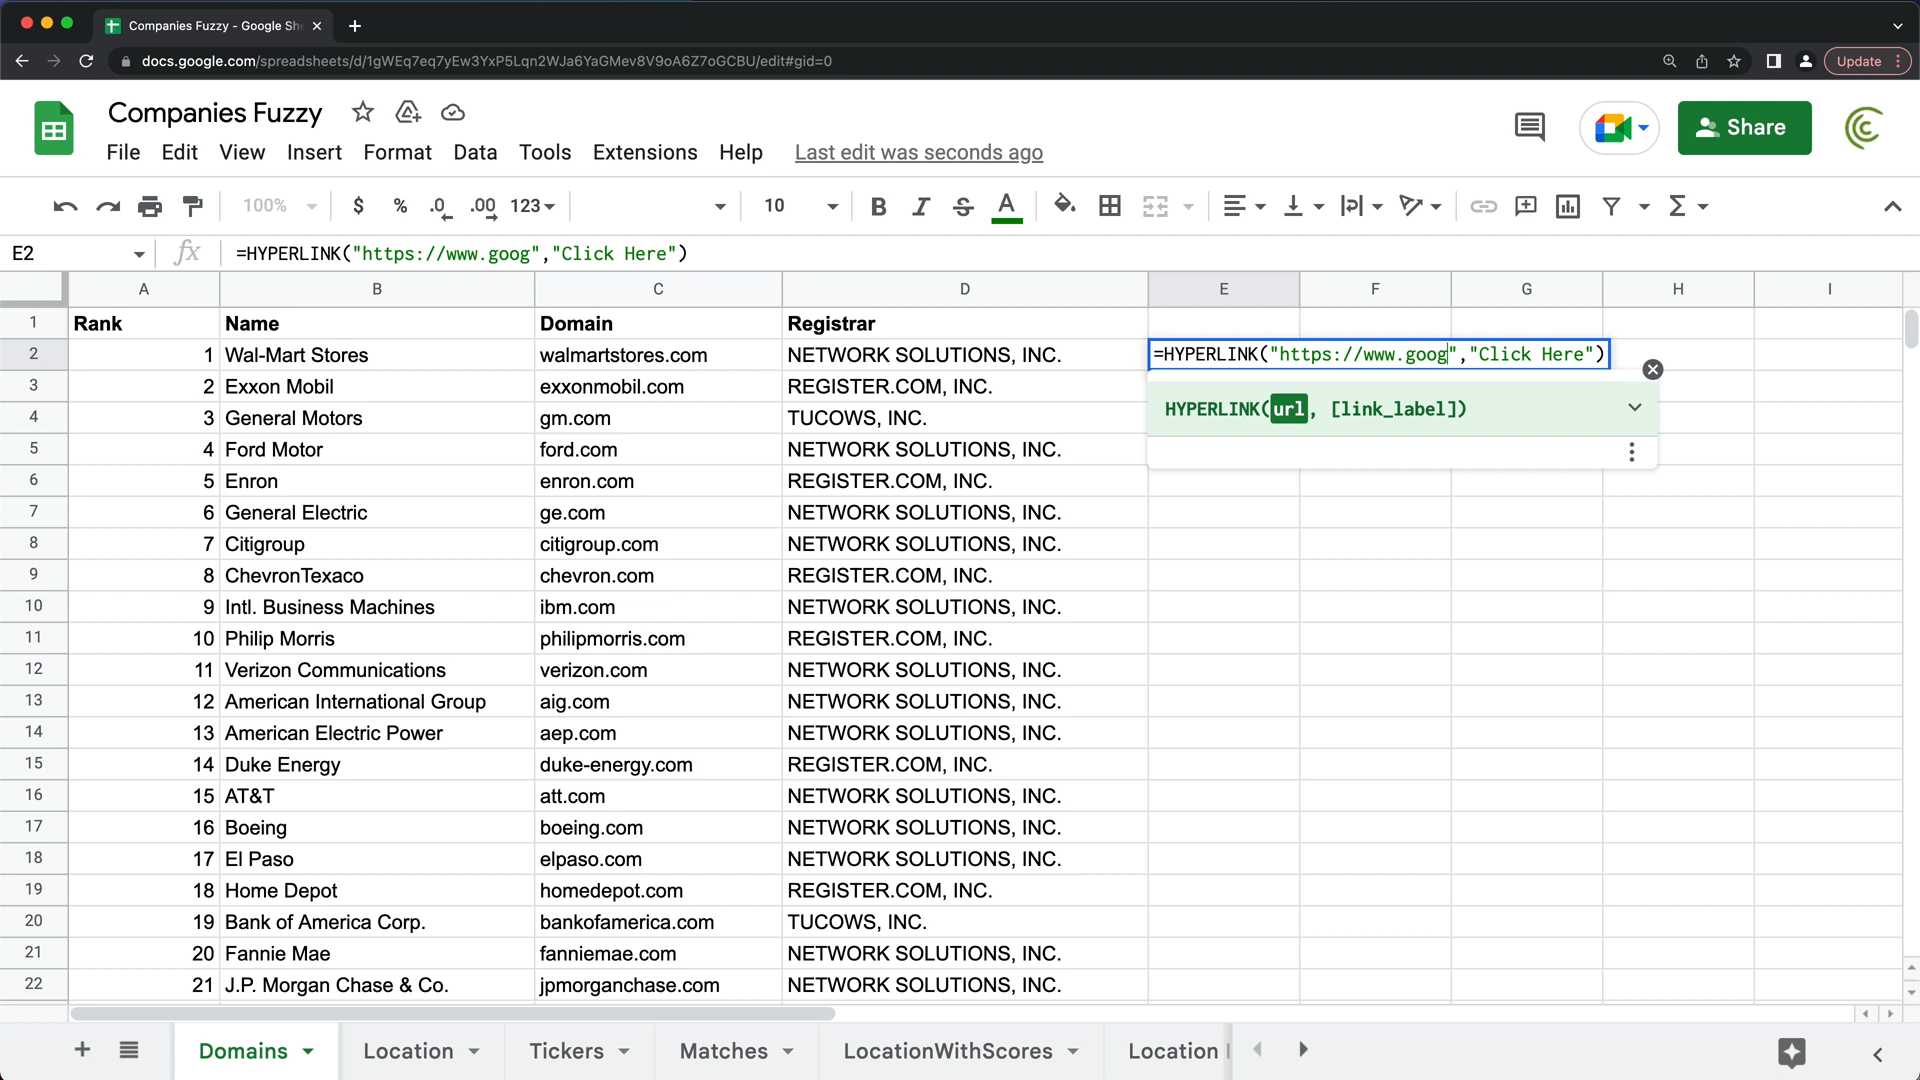 Companies Fuzzy - Google She
docs.google.com/spreadsheets/d/1gWEq7eq7yEw3YxP5Lqn2WJa6YaGMev8V9oA6Z7oGCBU/edit#gid=0
Update
Companies Fuzzy
Share
File Edit View Insert Format Data Tools Extensions Help Last edit was seconds ago
100% $ % .0 .00 123 10 B I S A
E2 fx =HYPERLINK("https://www.goog","Click Here")
A B C D E F G H I
1 Rank Name Domain Registrar
2 1 Wal-Mart Stores walmartstores.com NETWORK SOLUTIONS, INC. =HYPERLINK("https://www.goog","Click Here")
3 2 Exxon Mobil exxonmobil.com REGISTER.COM, INC.
HYPERLINK(url, [link_label])
4 3 General Motors gm.com TUCOWS, INC.
5 4 Ford Motor ford.com NETWORK SOLUTIONS, INC.
6 5 Enron enron.com REGISTER.COM, INC.
7 6 General Electric ge.com NETWORK SOLUTIONS, INC.
8 7 Citigroup citigroup.com NETWORK SOLUTIONS, INC.
9 8 ChevronTexaco chevron.com REGISTER.COM, INC.
10 9 Intl. Business Machines ibm.com NETWORK SOLUTIONS, INC.
11 10 Philip Morris philipmorris.com REGISTER.COM, INC.
12 11 Verizon Communications verizon.com NETWORK SOLUTIONS, INC.
13 12 American International Group aig.com NETWORK SOLUTIONS, INC.
14 13 American Electric Power aep.com NETWORK SOLUTIONS, INC.
15 14 Duke Energy duke-energy.com REGISTER.COM, INC.
16 15 AT&T att.com NETWORK SOLUTIONS, INC.
17 16 Boeing boeing.com NETWORK SOLUTIONS, INC.
18 17 El Paso elpaso.com NETWORK SOLUTIONS, INC.
19 18 Home Depot homedepot.com REGISTER.COM, INC.
20 19 Bank of America Corp. bankofamerica.com TUCOWS, INC.
21 20 Fannie Mae fanniemae.com NETWORK SOLUTIONS, INC.
22 21 J.P. Morgan Chase & Co. jpmorganchase.com NETWORK SOLUTIONS, INC.
Domains Location Tickers Matches LocationWithScores Location